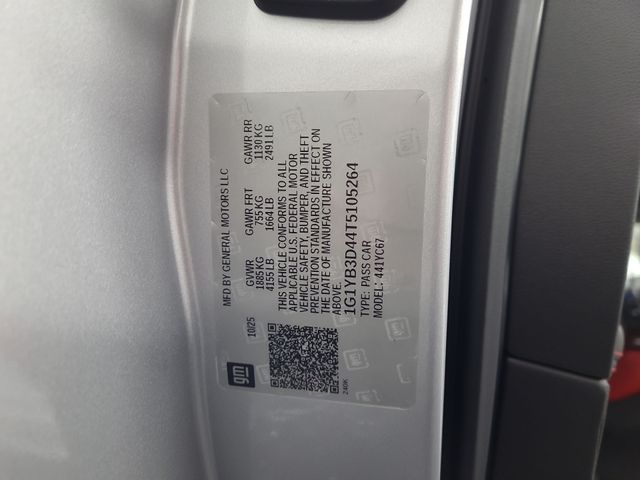 MFD BY GENERAL MOTORS LLC
10/25 GVWR GAWR FRT GAWR RR
1885 KG 755 KG 1130 KG
4155 LB 1664 LB 2491 LB
THIS VEHICLE CONFORMS TO ALL
APPLICABLE U.S. FEDERAL MOTOR
VEHICLE SAFETY, BUMPER, AND THEFT
PREVENTION STANDARDS IN EFFECT ON
THE DATE OF MANUFACTURE SHOWN
ABOVE.
1G1YB3D44T5105264
TYPE: PASS CAR
MODEL: 441YC67
gm
240K